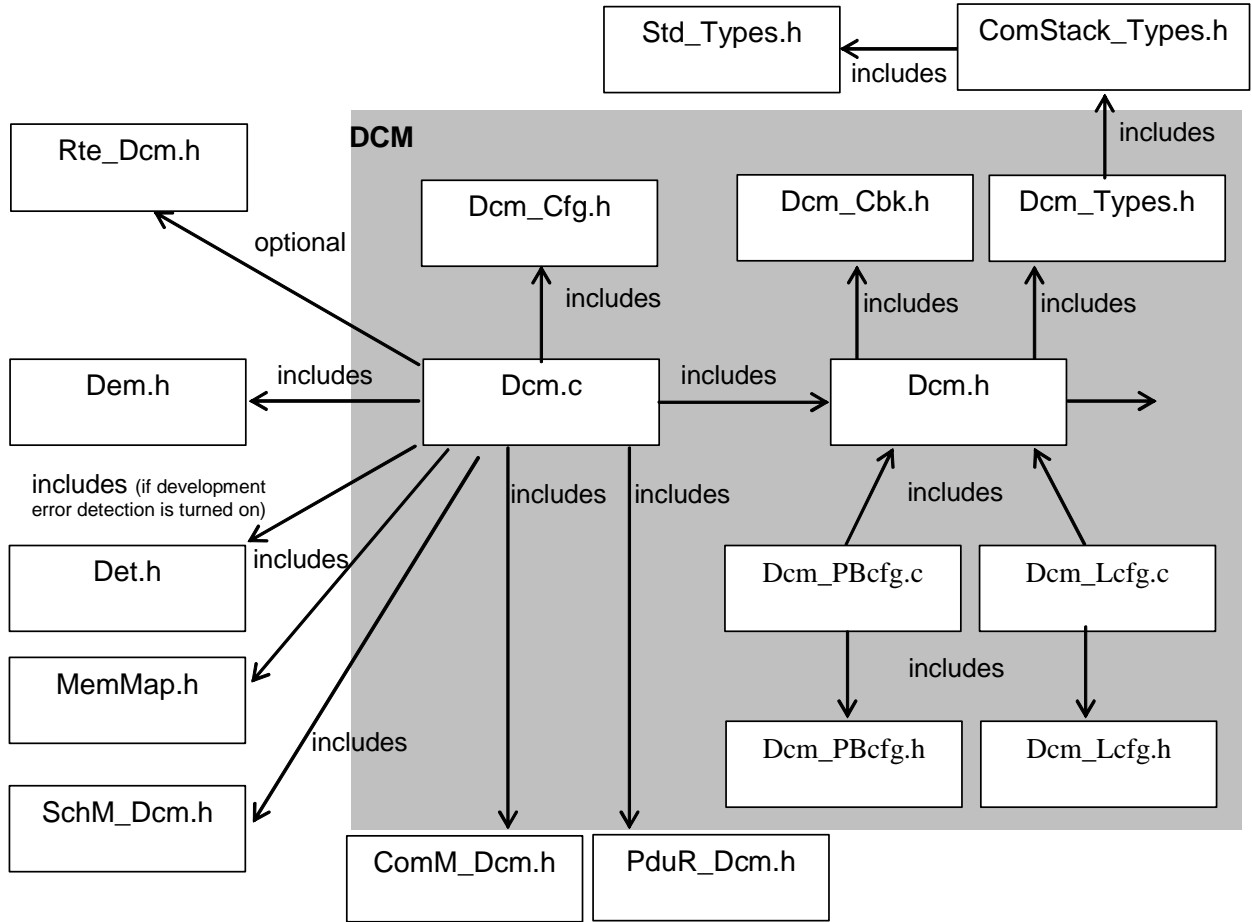 Std_Types.h
ComStack_Types.h
includes
includes
DCM
Rte_Dcm.h
Dcm_Cfg.h
Dcm_Cbk.h
Dcm_Types.h
optional
includes
includes
includes
Dem.h
includes
Dcm.c
includes
Dcm.h
includes (if development
error detection is turned on)
includes
includes
includes
Det.h
includes
Dcm_PBcfg.c
Dcm_Lcfg.c
MemMap.h
includes
includes
Dcm_PBcfg.h
Dcm_Lcfg.h
SchM_Dcm.h
ComM_Dcm.h
PduR_Dcm.h